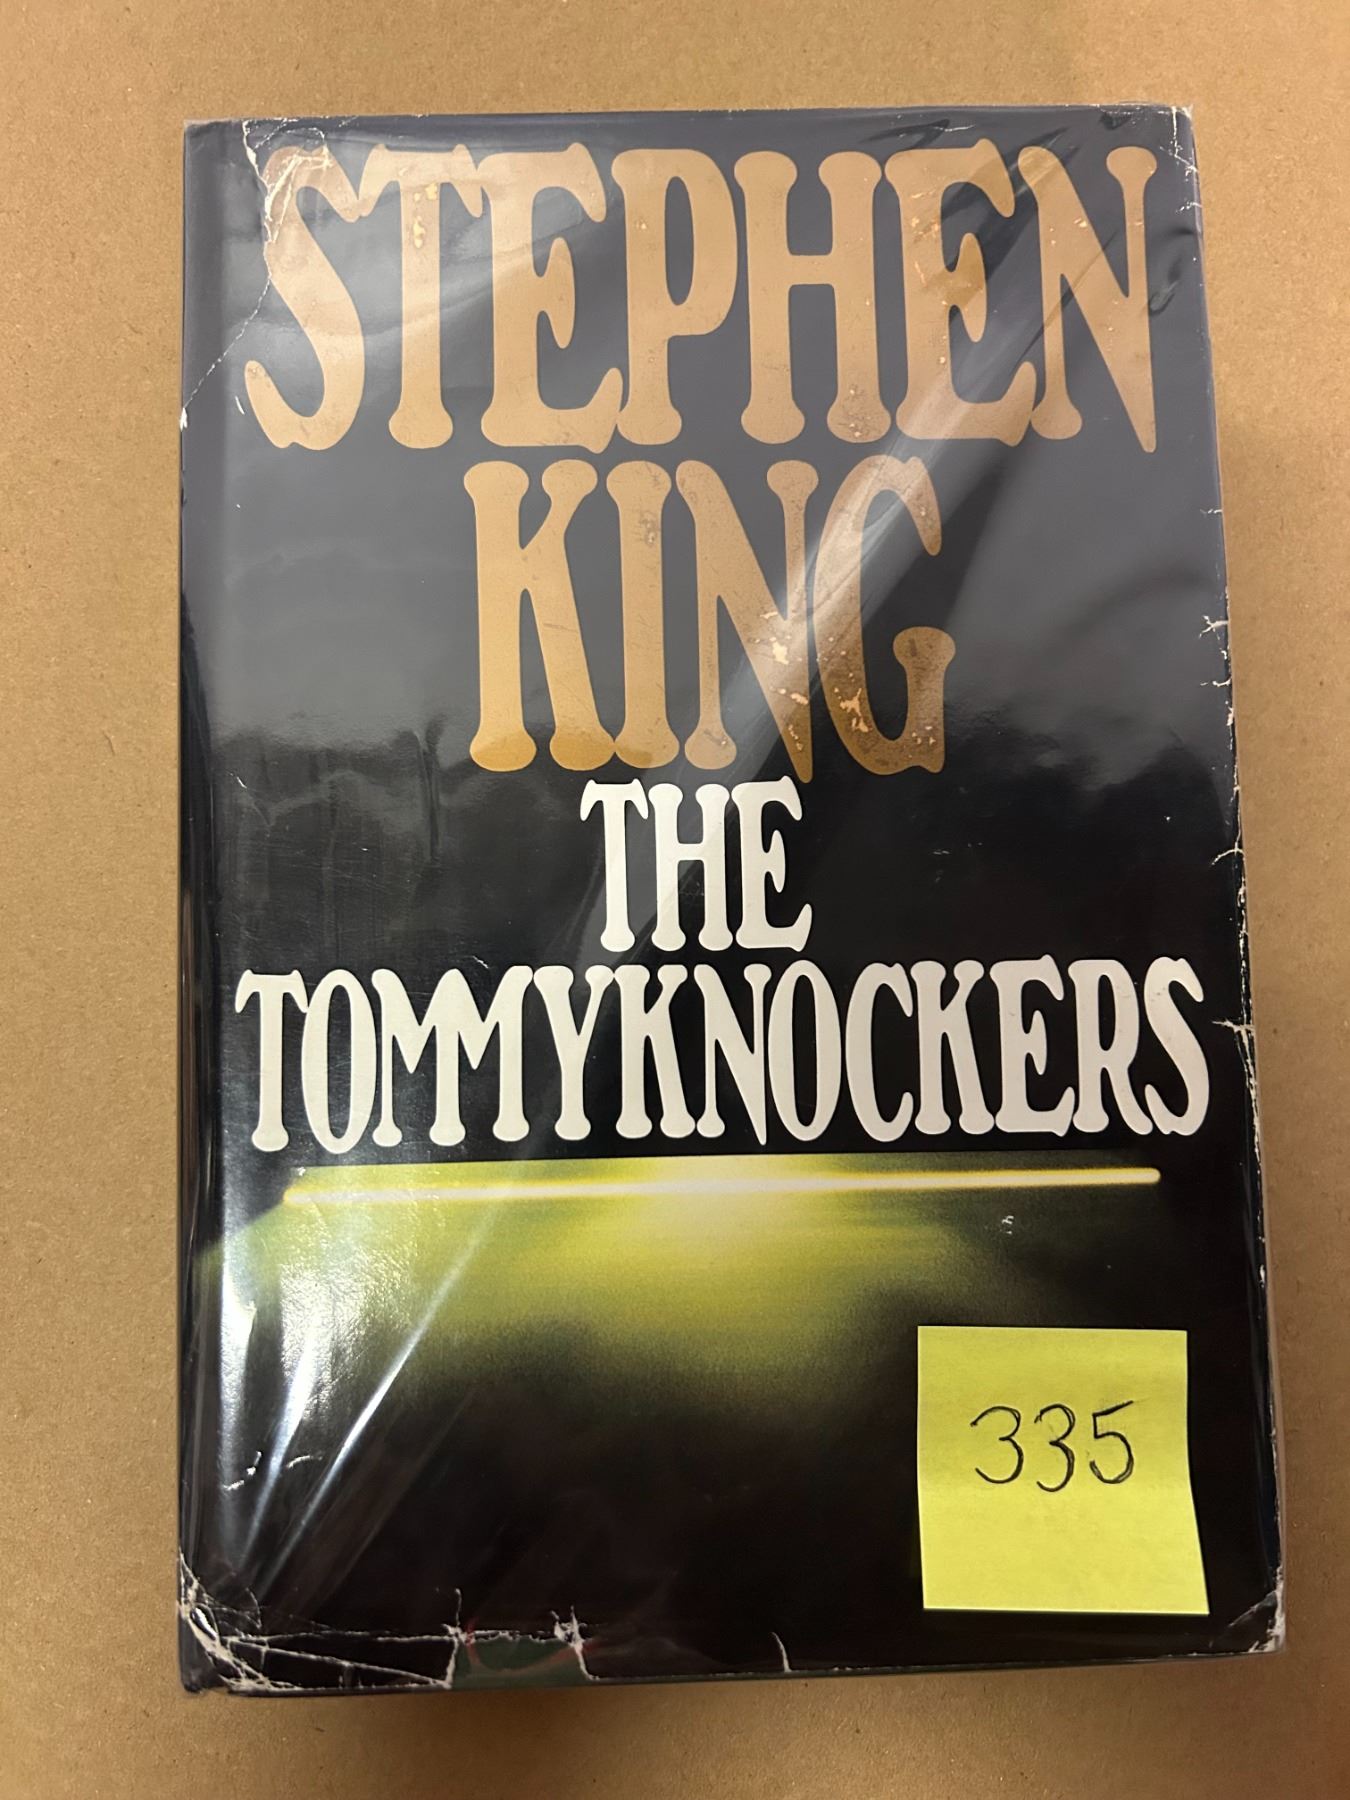 STEPHEN
KING
THE
TOMMYKNOCKERS
335